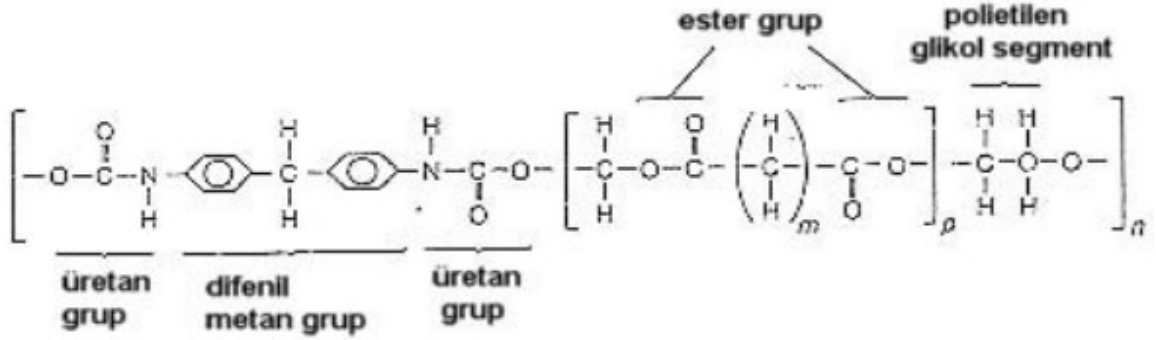 ester grup
polietilen
glikol segment
O H H H O H H
O C N C N C O C O C C C O C O O
H H H O H H O H H
m p n
üretan
grup
difenil
metan grup
üretan
grup